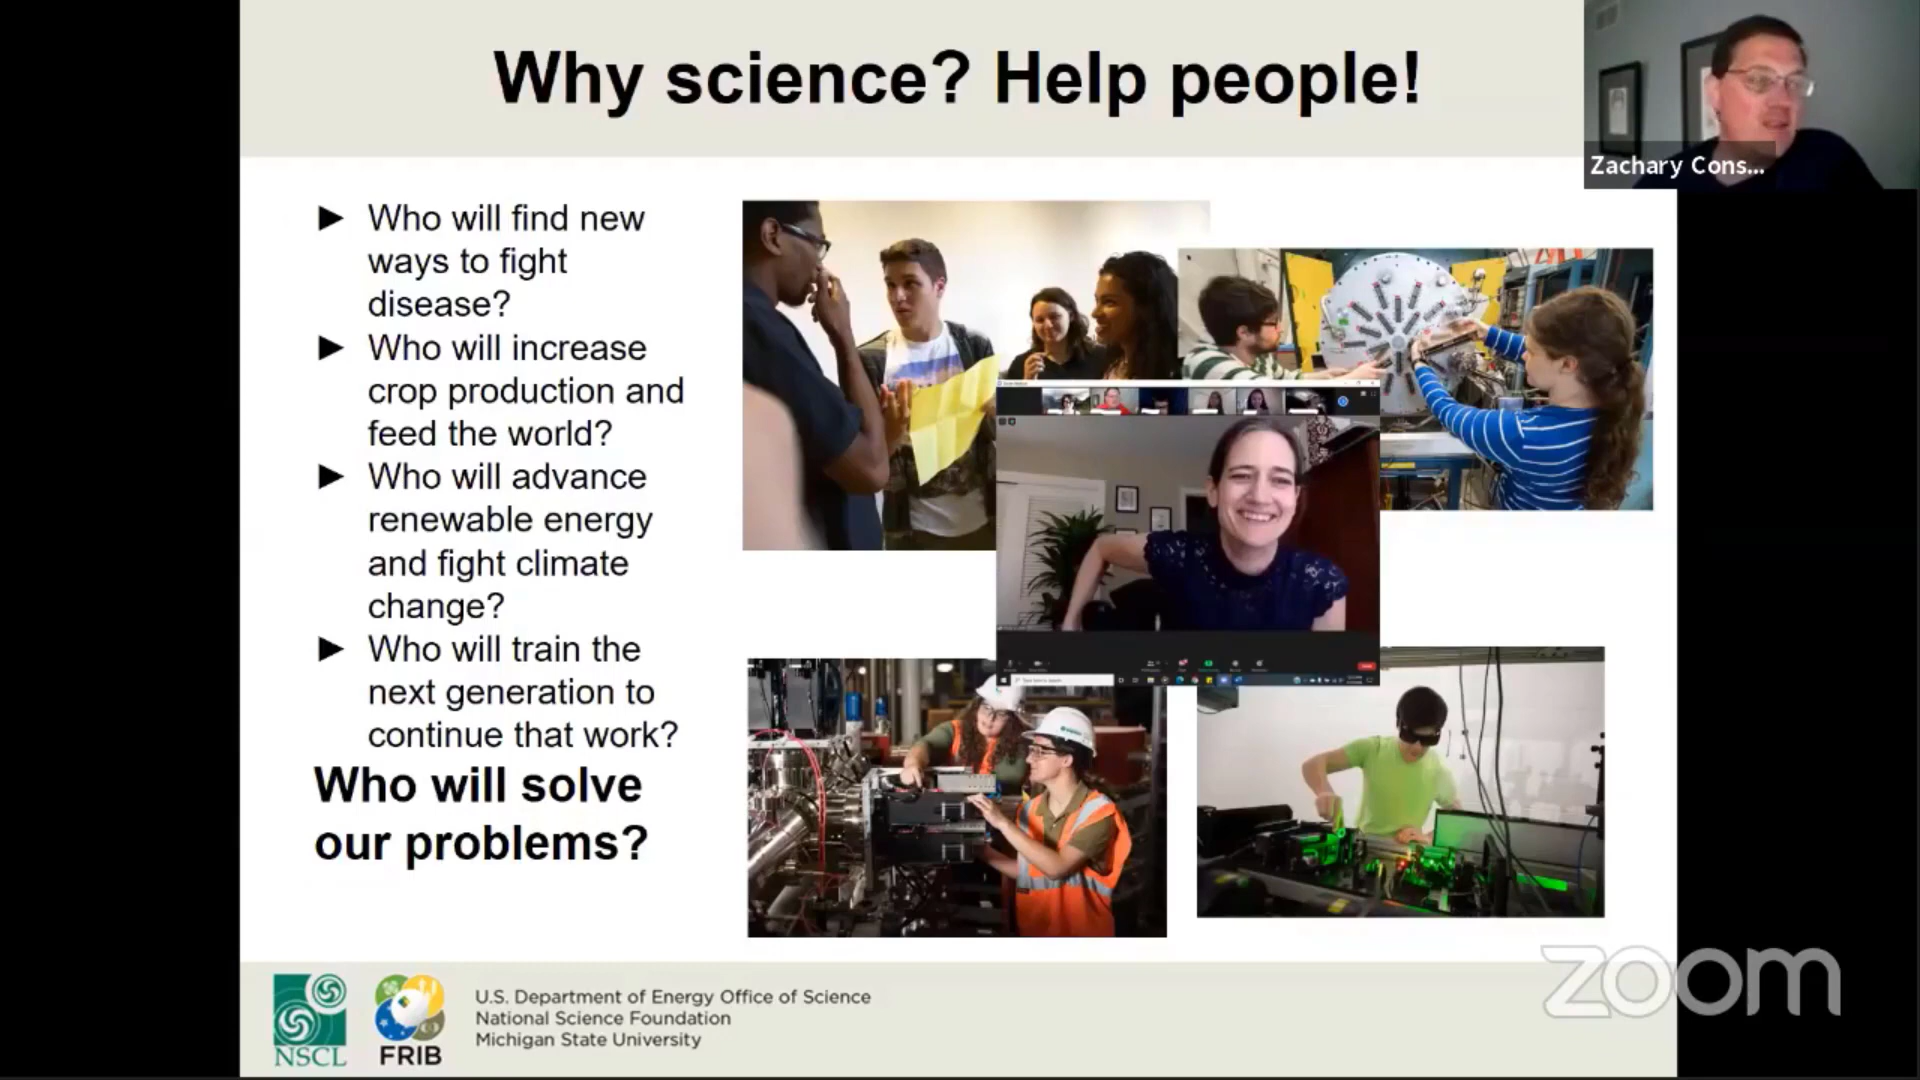 Why science? Help people!
Zachary Cons...
► Who will find new
ways to fight
disease?
► Who will increase
crop production and
feed the world?
► Who will advance
renewable energy
and fight climate
change?
► Who will train the
next generation to
continue that work?
Who will solve
our problems?
NSCL
FRIB
U.S. Department of Energy Office of Science
National Science Foundation
Michigan State University
zoom